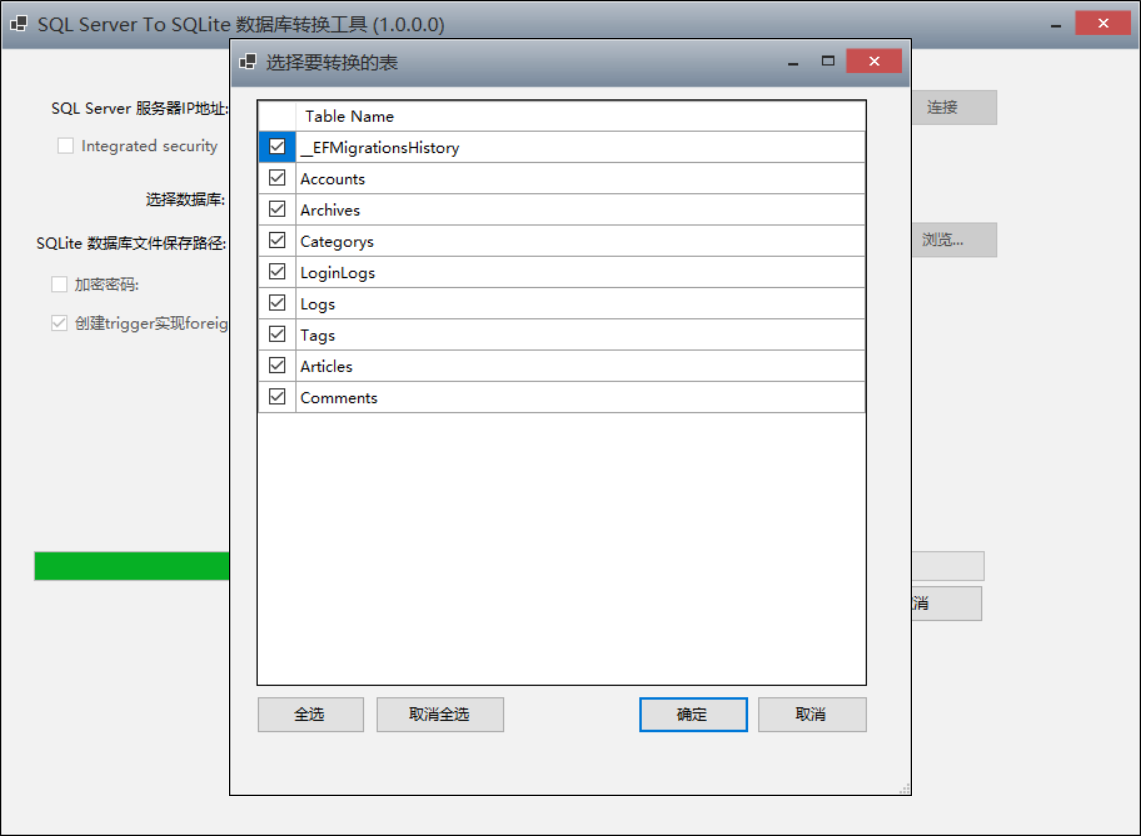 SQL Server To SQLite 数据库转换工具 (1.0.0.0)
选择要转换的表
SQL Server 服务器IP地址:
连接
Integrated security
选择数据库:
SQLite 数据库文件保存路径:
浏览...
加密密码:
创建trigger实现foreig
Table Name
__EFMigrationsHistory
Accounts
Archives
Categorys
LoginLogs
Logs
Tags
Articles
Comments
消
全选
取消全选
确定
取消